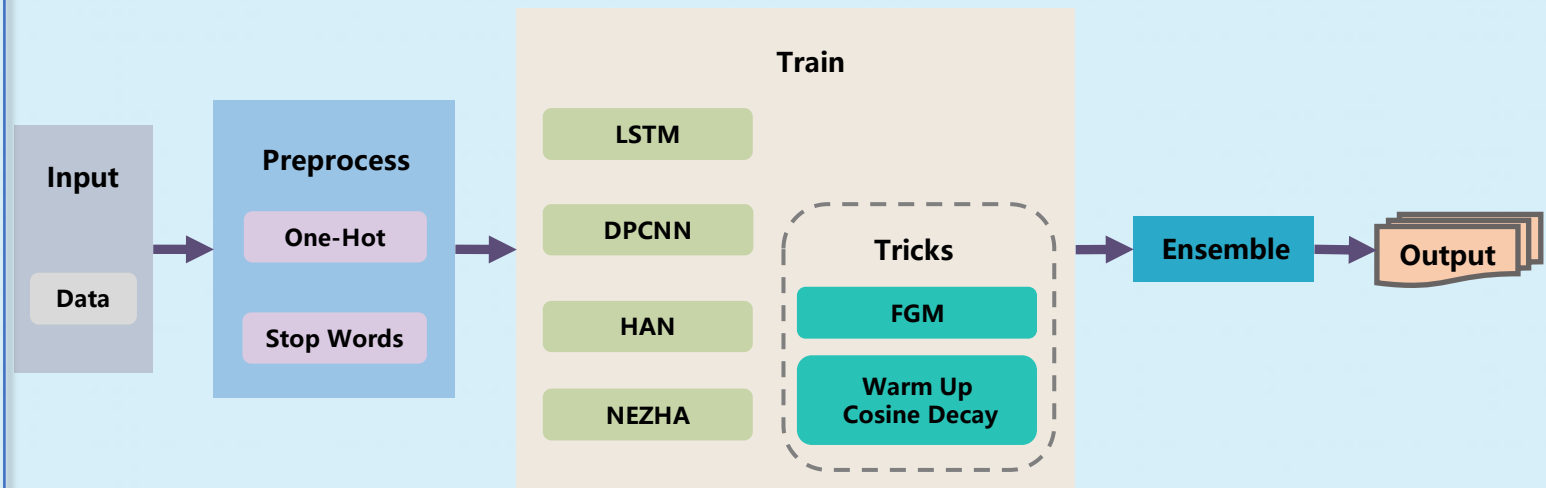 Input
Data
Preprocess
One-Hot
Stop Words
Train
LSTM
DPCNN
HAN
NEZHA
Tricks
FGM
Warm Up
Cosine Decay
Ensemble
Output